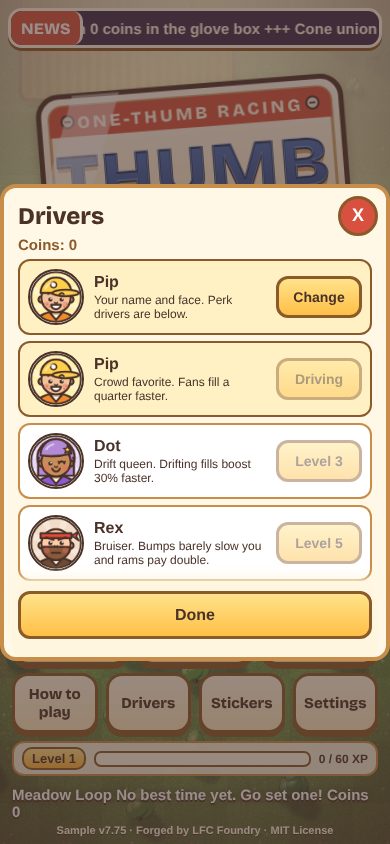 NEWS
0 coins in the glove box +++ Cone union
ONE-THUMB RACING
THUMB
Drivers
X
Coins: 0
Pip
Your name and face. Perk
drivers are below.
Change
Pip
Crowd favorite. Fans fill a
quarter faster.
Driving
Dot
Drift queen. Drifting fills boost
30% faster.
Level 3
Rex
Bruiser. Bumps barely slow you
and rams pay double.
Level 5
Done
How to
play
Drivers
Stickers
Settings
Level 1
0 / 60 XP
Meadow Loop No best time yet. Go set one! Coins
0
Sample v7.75 · Forged by LFC Foundry · MIT License